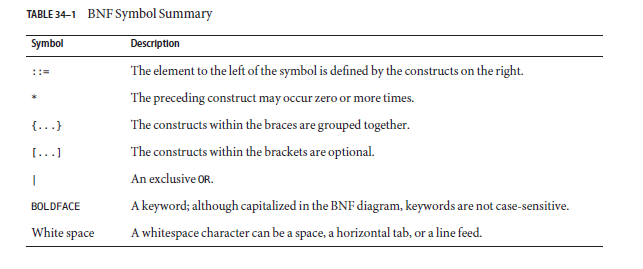 TABLE 34–1 BNF Symbol Summary
Symbol Description
::= The element to the left of the symbol is defined by the constructs on the right.
* The preceding construct may occur zero or more times.
{...} The constructs within the braces are grouped together.
[...] The constructs within the brackets are optional.
| An exclusive OR.
BOLDFACE A keyword; although capitalized in the BNF diagram, keywords are not case-sensitive.
White space A whitespace character can be a space, a horizontal tab, or a line feed.